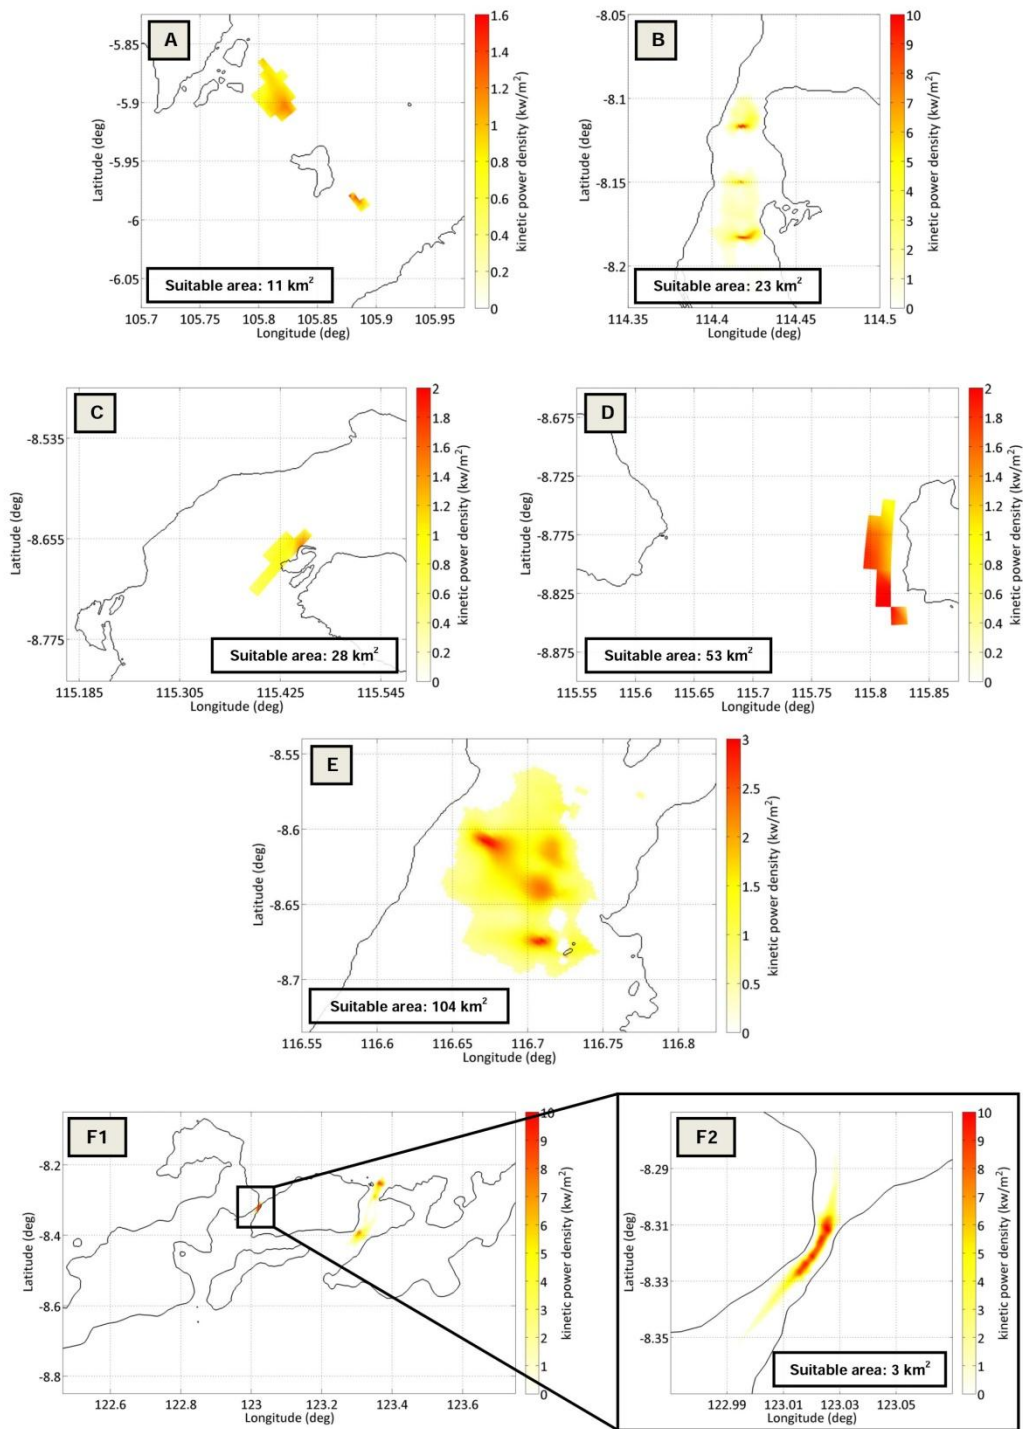 A
-5.85
-5.9
-5.95
-6
-6.05
Latitude (deg)
105.7 105.75 105.8 105.85 105.9 105.95
Longitude (deg)
Suitable area: 11 km²
1.6
1.4
1.2
1
0.8
0.6
0.4
0.2
0
kinetic power density (kw/m²)
B
-8.05
-8.1
-8.15
-8.2
Latitude (deg)
114.35 114.4 114.45 114.5
Longitude (deg)
Suitable area: 23 km²
10
9
8
7
6
5
4
3
2
1
0
kinetic power density (kw/m²)
C
-8.535
-8.655
-8.775
Latitude (deg)
115.185 115.305 115.425 115.545
Longitude (deg)
Suitable area: 28 km²
2
1.8
1.6
1.4
1.2
1
0.8
0.6
0.4
0.2
0
kinetic power density (kw/m²)
D
-8.675
-8.725
-8.775
-8.825
-8.875
Latitude (deg)
115.55 115.6 115.65 115.7 115.75 115.8 115.85
Longitude (deg)
Suitable area: 53 km²
2
1.8
1.6
1.4
1.2
1
0.8
0.6
0.4
0.2
0
kinetic power density (kw/m²)
E
-8.55
-8.6
-8.65
-8.7
Latitude (deg)
116.55 116.6 116.65 116.7 116.75 116.8
Longitude (deg)
Suitable area: 104 km²
3
2.5
2
1.5
1
0.5
0
kinetic power density (kw/m²)
F1
-8.2
-8.4
-8.6
-8.8
Latitude (deg)
122.6 122.8 123 123.2 123.4 123.6
Longitude (deg)
10
9
8
7
6
5
4
3
2
1
0
kinetic power density (kw/m²)
F2
-8.29
-8.31
-8.33
-8.35
Latitude (deg)
122.99 123.01 123.03 123.05
Longitude (deg)
Suitable area: 3 km²
10
9
8
7
6
5
4
3
2
1
0
kinetic power density (kw/m²)